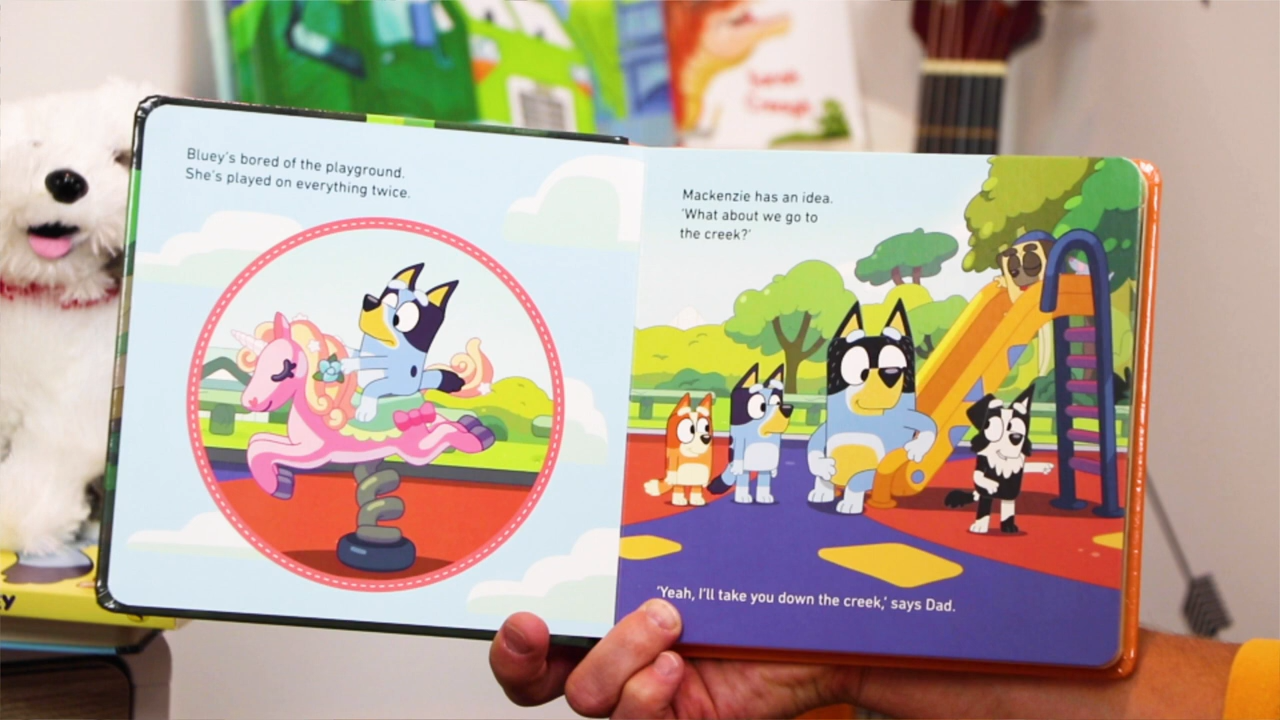 Bluey's bored of the playground.
She's played on everything twice.
Mackenzie has an idea.
'What about we go to
the creek?'
'Yeah, I'll take you down the creek,' says Dad.